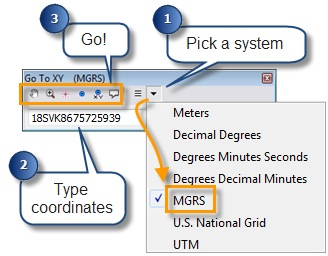 3
Go!
1
Pick a system
Go To XY (MGRS)
18SVK8675725939
2
Type
coordinates
Meters
Decimal Degrees
Degrees Minutes Seconds
Degrees Decimal Minutes
MGRS
U.S. National Grid
UTM